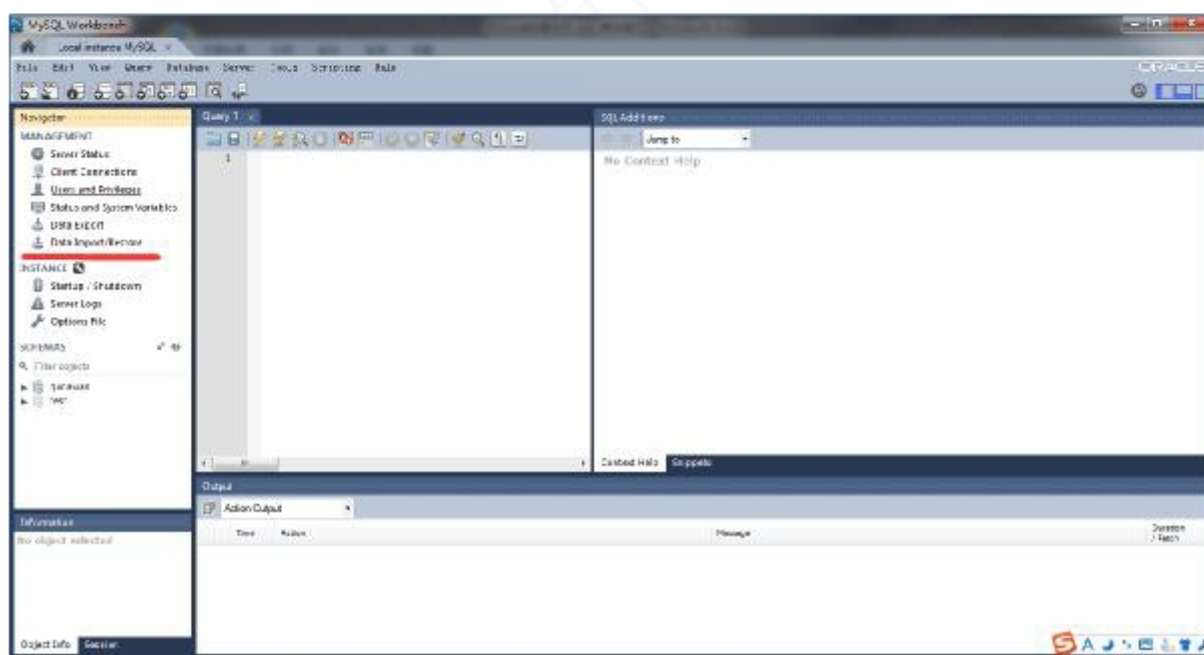 MySQL Workbench
Local instance MySQL ×
File Edit View Query Database Server Tools Scripting Help
ORACLE
Navigator
MANAGEMENT
Server Status
Client Connections
Users and Privileges
Status and System Variables
Data Export
Data Import/Restore
INSTANCE
Startup / Shutdown
Server Logs
Options File
SCHEMAS
Filter objects
Query 1 ×
1
SQL Additions
Jump to
No Context Help
Context Help Snippets
Output
Action Output
Time Action Message Duration / Fetch
Information
No object selected
Object Info Session